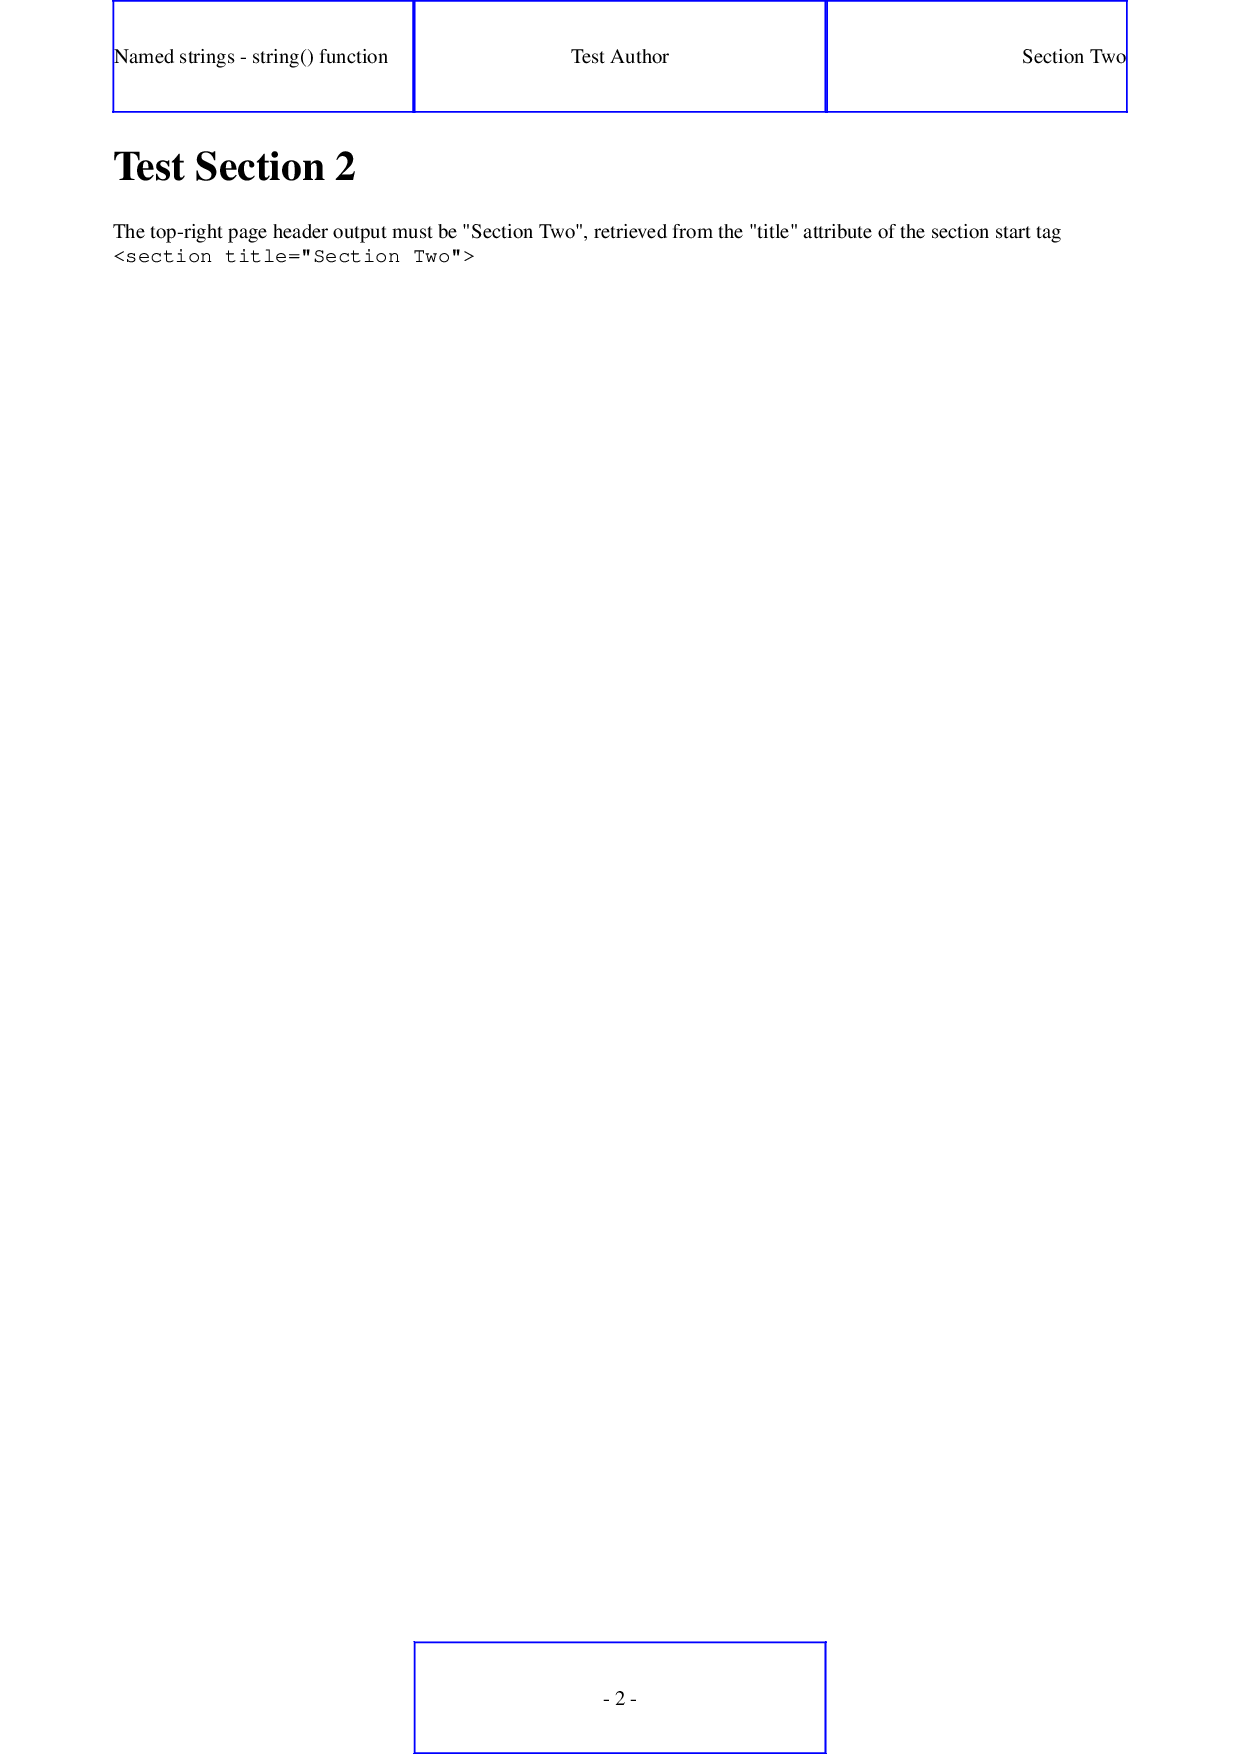 Named strings - string() function
Test Author
Section Two
Test Section 2
The top-right page header output must be "Section Two", retrieved from the "title" attribute of the section start tag
<section title="Section Two">
- 2 -